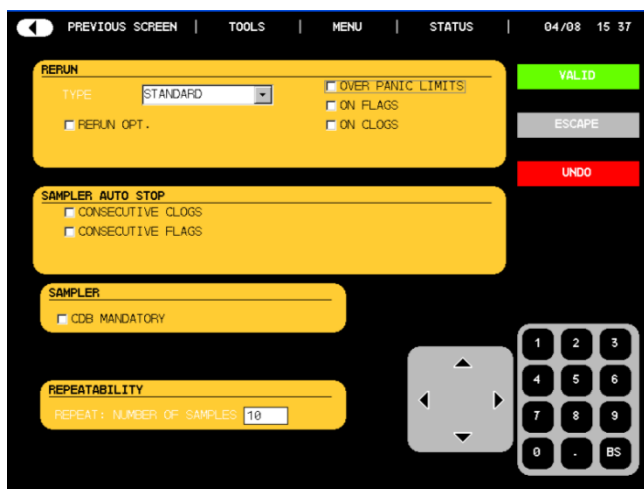 PREVIOUS SCREEN | TOOLS | MENU | STATUS | 04/08 15 37
RERUN
TYPE STANDARD
RERUN OPT.
OVER PANIC LIMITS
ON FLAGS
ON CLOGS
VALID
ESCAPE
UNDO
SAMPLER AUTO STOP
CONSECUTIVE CLOGS
CONSECUTIVE FLAGS
SAMPLER
CDB MANDATORY
REPEATABILITY
REPEAT: NUMBER OF SAMPLES 10
1 2 3
4 5 6
7 8 9
0 . BS